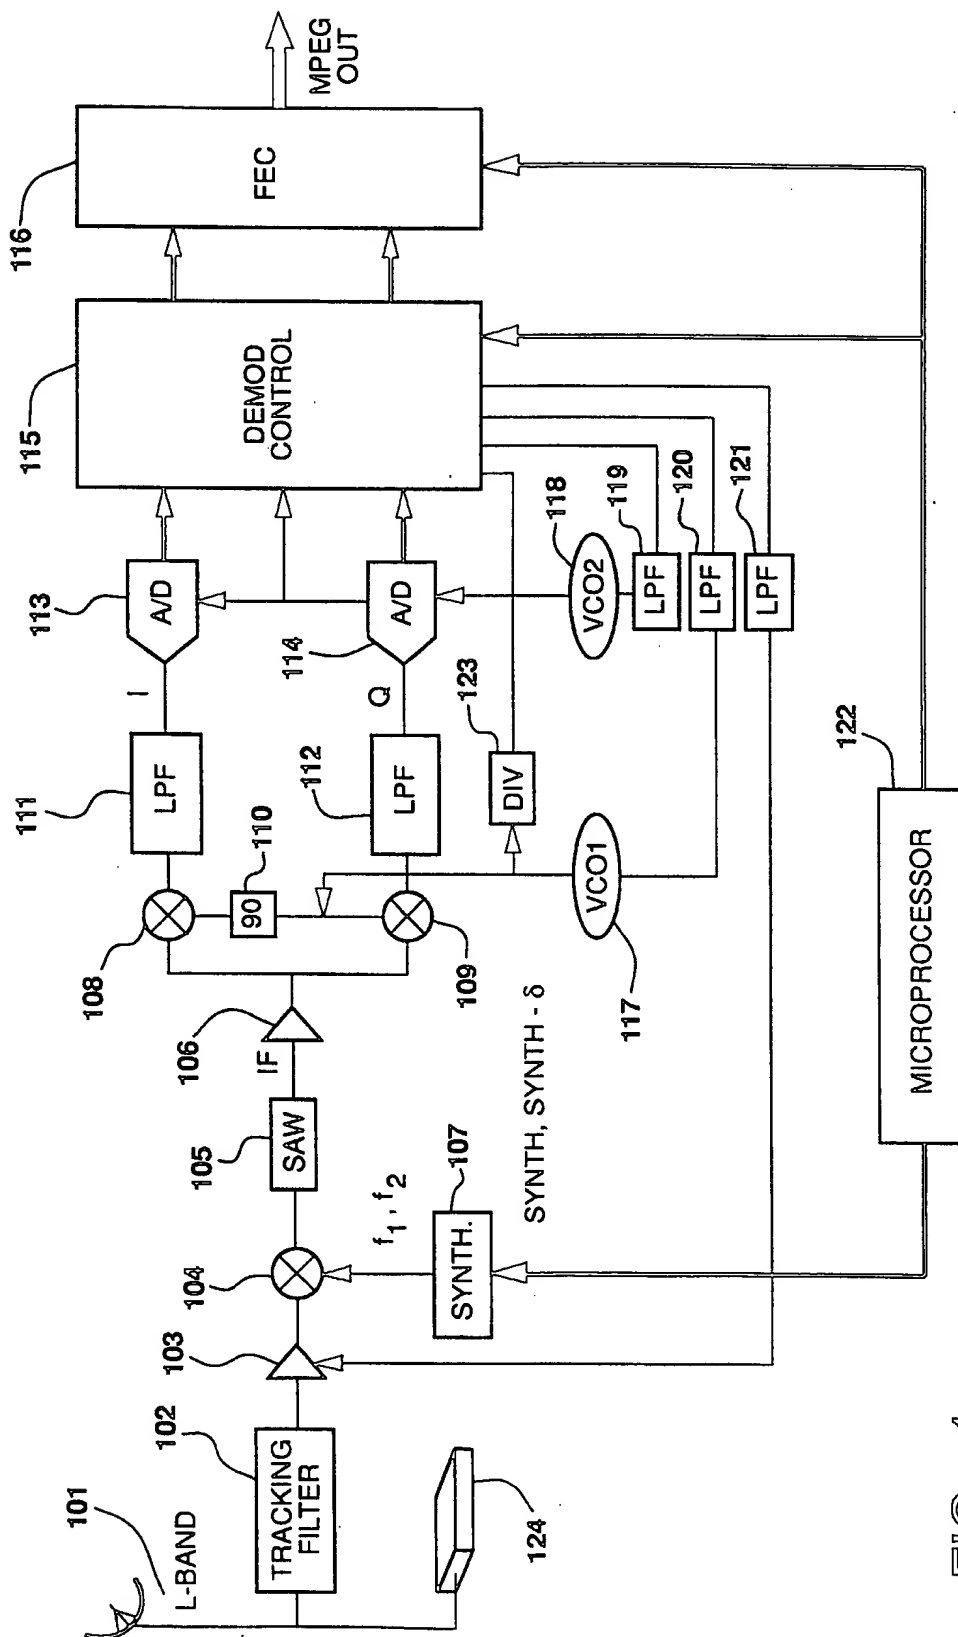 101
L-BAND
102
TRACKING
FILTER
124
103
104
f1, f2
SYNTH.
107
SYNTH, SYNTH - δ
105
SAW
IF
106
108
109
90
110
111
LPF
112
LPF
I
Q
113
A/D
114
A/D
115
DEMOD
CONTROL
116
FEC
MPEG
OUT
VCO1
117
DIV
123
VCO2
118
LPF
119
LPF
120
LPF
121
MICROPROCESSOR
122